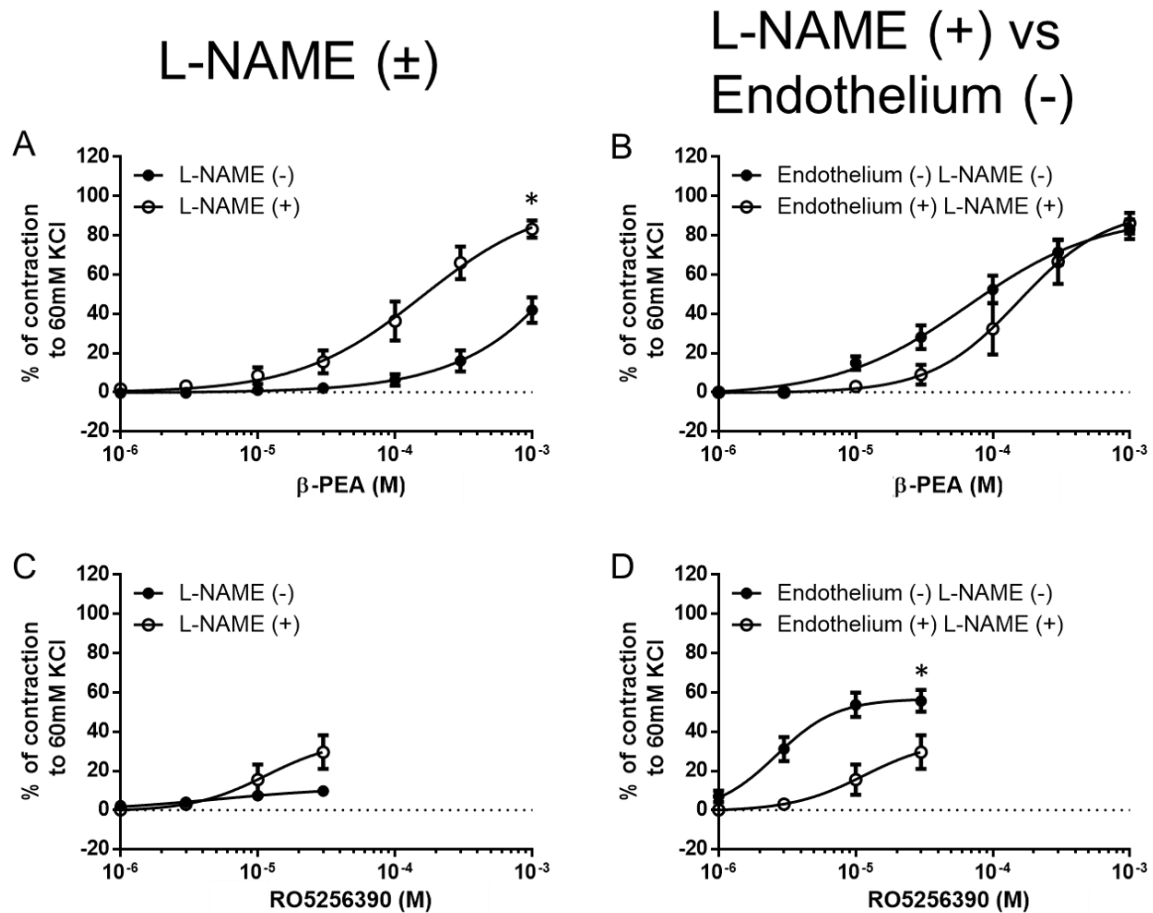 L-NAME (±)
L-NAME (+) vs
Endothelium (-)
A
% of contraction
to 60mM KCl
120
100
80
60
40
20
0
-20
L-NAME (-)
L-NAME (+)
*
10-6
10-5
10-4
10-3
β-PEA (M)
B
% of contraction
to 60mM KCl
120
100
80
60
40
20
0
-20
Endothelium (-) L-NAME (-)
Endothelium (+) L-NAME (+)
10-6
10-5
10-4
10-3
β-PEA (M)
C
% of contraction
to 60mM KCl
120
100
80
60
40
20
0
-20
L-NAME (-)
L-NAME (+)
10-6
10-5
10-4
10-3
RO5256390 (M)
D
% of contraction
to 60mM KCl
120
100
80
60
40
20
0
-20
Endothelium (-) L-NAME (-)
Endothelium (+) L-NAME (+)
*
10-6
10-5
10-4
10-3
RO5256390 (M)